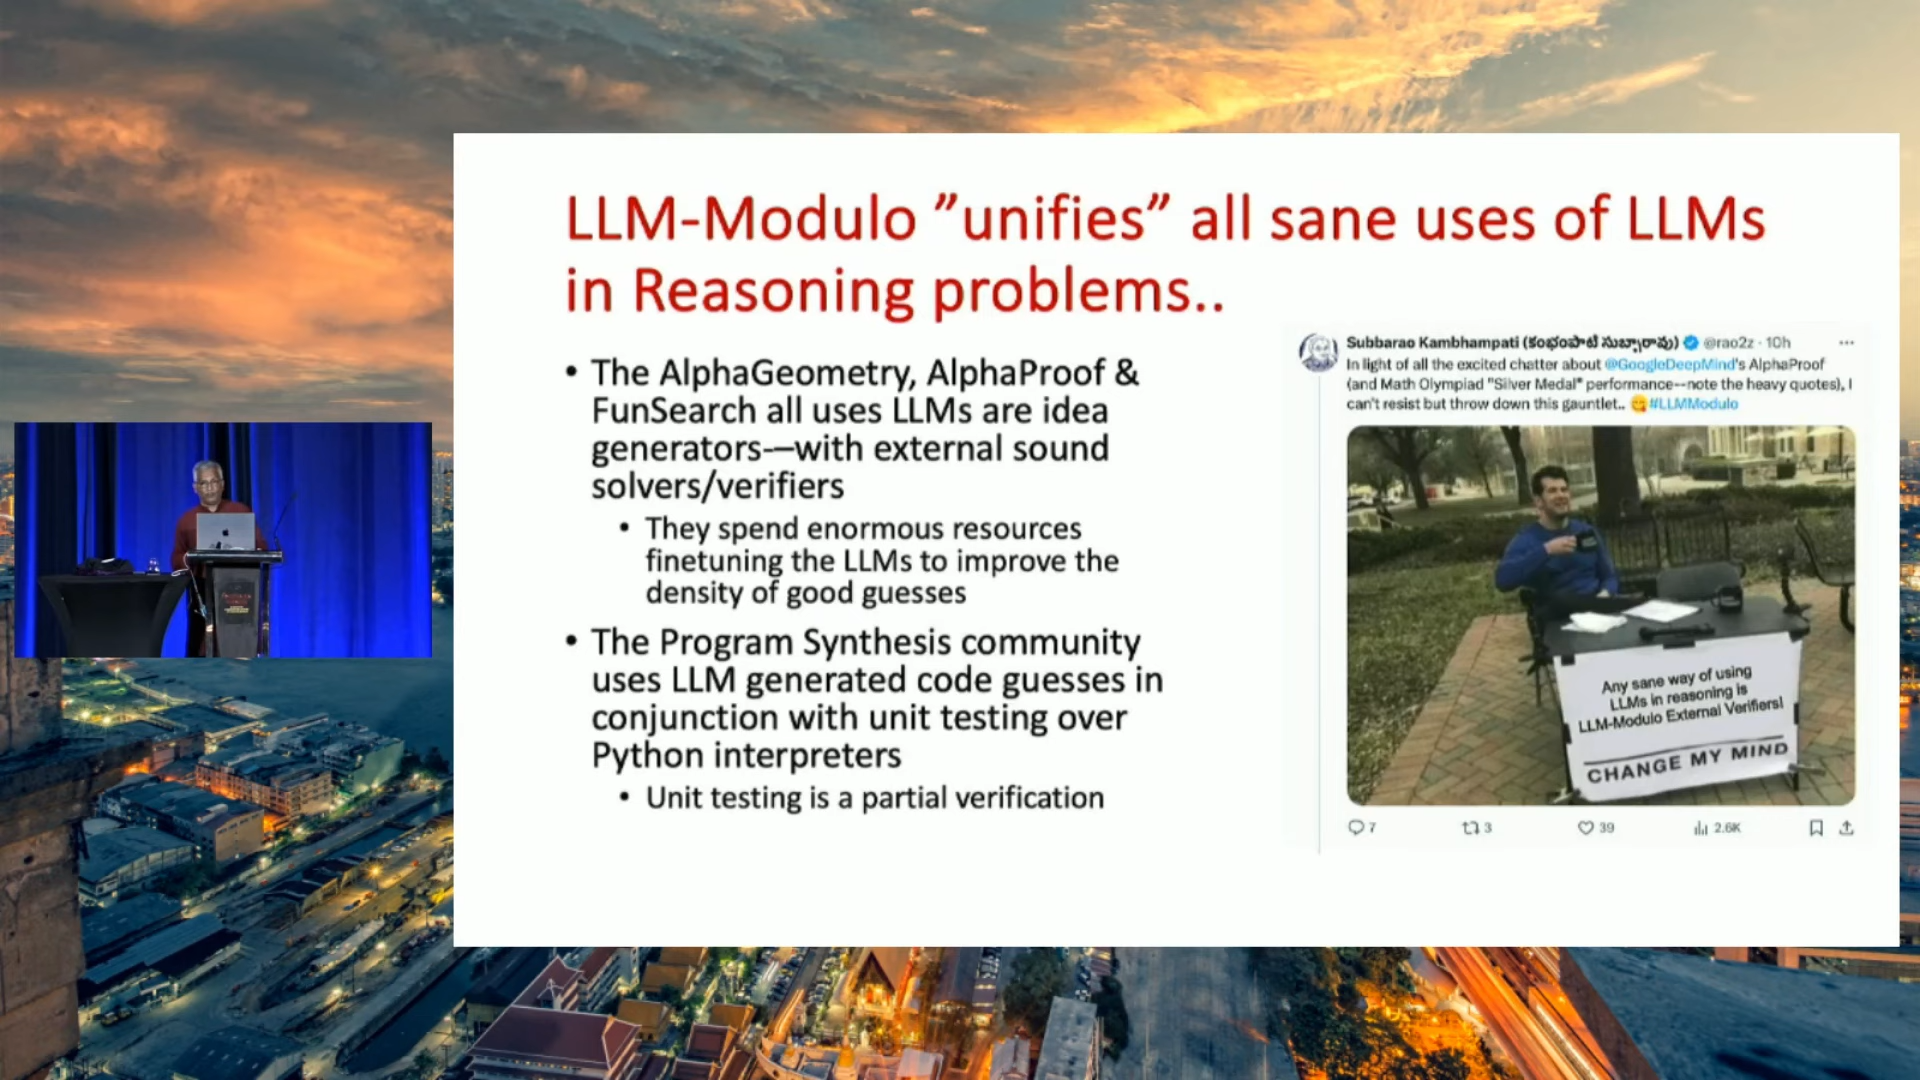 LLM-Modulo ”unifies” all sane uses of LLMs
in Reasoning problems..
• The AlphaGeometry, AlphaProof &
FunSearch all uses LLMs are idea
generators-—with external sound
solvers/verifiers
• They spend enormous resources
finetuning the LLMs to improve the
density of good guesses
• The Program Synthesis community
uses LLM generated code guesses in
conjunction with unit testing over
Python interpreters
• Unit testing is a partial verification
Subbarao Kambhampati (కంభంపాటి సుబ్బారావు) @rao2z · 10h
In light of all the excited chatter about @GoogleDeepMind's AlphaProof
(and Math Olympiad "Silver Medal" performance--note the heavy quotes), I
can't resist but throw down this gauntlet.. 😋 #LLMModulo
Any sane way of using
LLMs in reasoning is
LLM-Modulo External Verifiers!
CHANGE MY MIND
7 3 39 2.6K